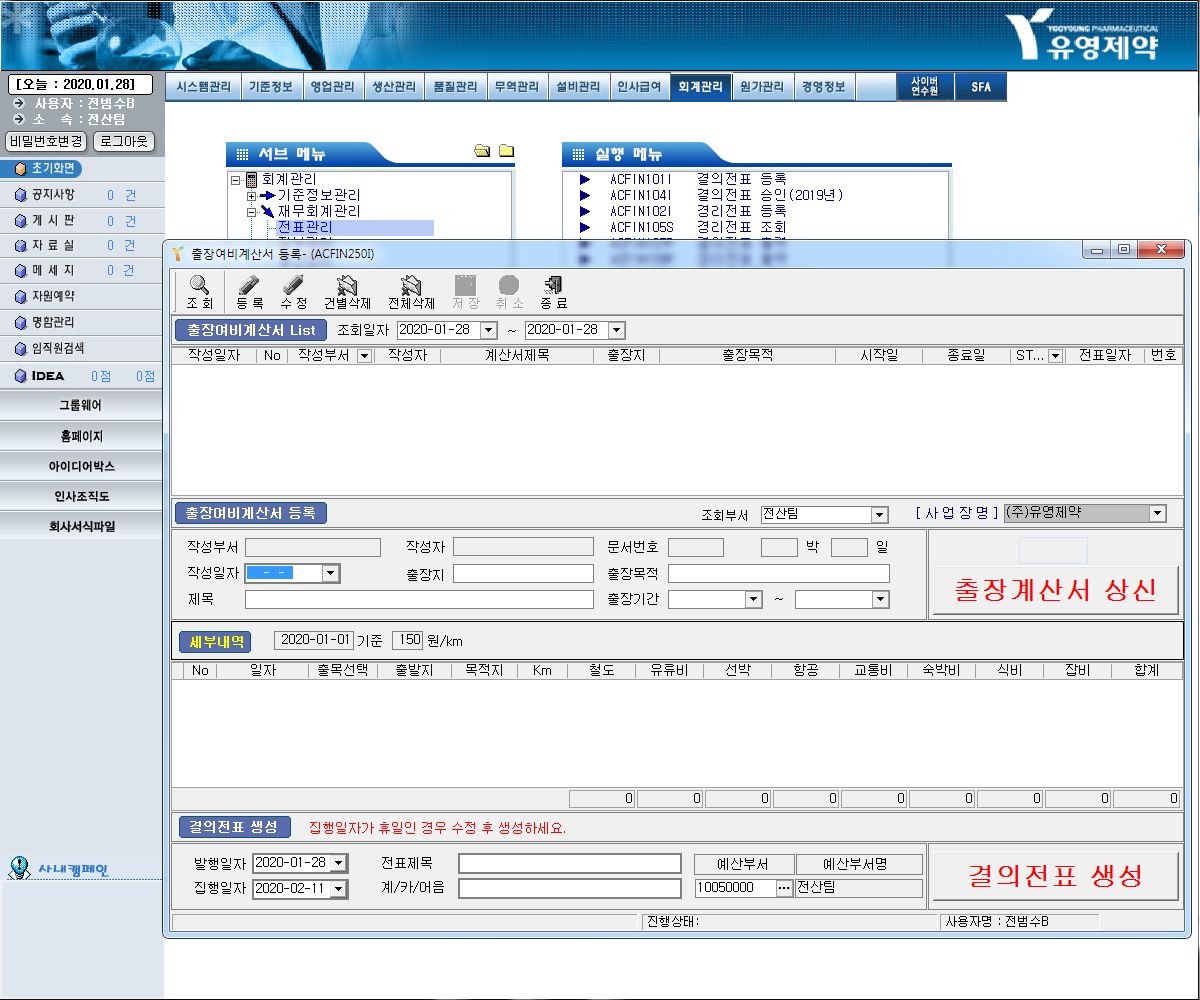 YOOYOUNG PHARMACEUTICAL
유영제약
[오늘 : 2020.01.28]
사용자 : 전범수B
소 속 : 전산팀
비밀번호변경 로그아웃
시스템관리 기준정보 영업관리 생산관리 품질관리 무역관리 설비관리 인사급여 회계관리 원가관리 경영정보 사이버 연수원 SFA
초기화면
공지사항 0 건
게 시 판 0 건
자 료 실 0 건
메 세 지 0 건
자원예약
명함관리
임직원검색
IDEA 0점 0점
그룹웨어
홈페이지
아이디어박스
인사조직도
회사서식파일
사내캠페인
서브 메뉴
회계관리
기준정보관리
재무회계관리
전표관리
실행 메뉴
ACFIN101I 결의전표 등록
ACFIN104I 결의전표 승인(2019년)
ACFIN102I 경리전표 등록
ACFIN105S 경리전표 조회
출장여비계산서 등록- (ACFIN250I)
조 회 등 록 수 정 건별삭제 전체삭제 저 장 취 소 종 료
출장여비계산서 List 조회일자 2020-01-28 ~ 2020-01-28
작성일자 No 작성부서 작성자 계산서제목 출장지 출장목적 시작일 종료일 ST... 전표일자 번호
출장여비계산서 등록 조회부서 전산팀 [ 사 업 장 명 ] (주)유영제약
작성부서 작성자 문서번호 박 일
작성일자 - - 출장지 출장목적
제목 출장기간 ~
출장계산서 상신
세부내역 2020-01-01 기준 150 원/km
No 일자 출목선택 출발지 목적지 Km 철도 유류비 선박 항공 교통비 숙박비 식비 잡비 합계
0 0 0 0 0 0 0 0 0
결의전표 생성 집행일자가 휴일인 경우 수정 후 생성하세요.
발행일자 2020-01-28 전표제목 예산부서 예산부서명
집행일자 2020-02-11 계/카/어음 10050000 ... 전산팀
결의전표 생성
진행상태: 사용자명 : 전범수B